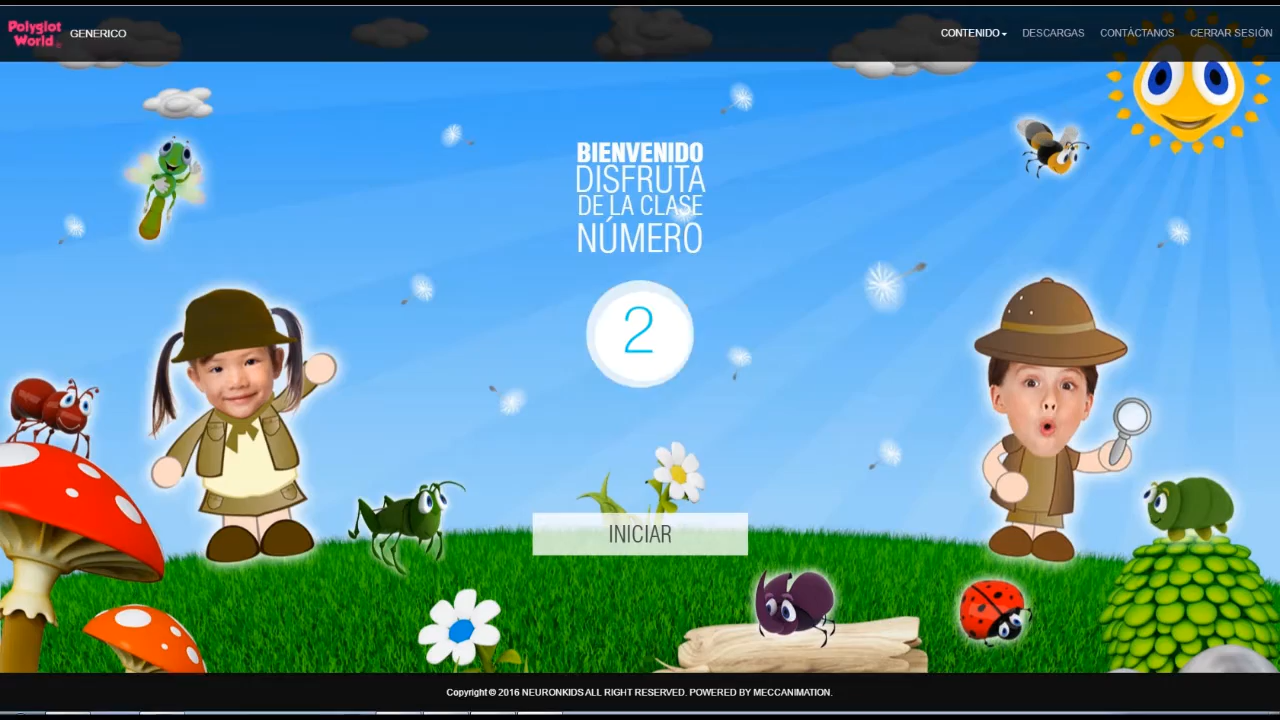 Polyglot
World
GENERICO
CONTENIDO
DESCARGAS
CONTÁCTANOS
CERRAR SESIÓN
BIENVENIDO
DISFRUTA
DE LA CLASE
NÚMERO
2
INICIAR
Copyright © 2016 NEURONKIDS ALL RIGHT RESERVED. POWERED BY MECCANIMATION.